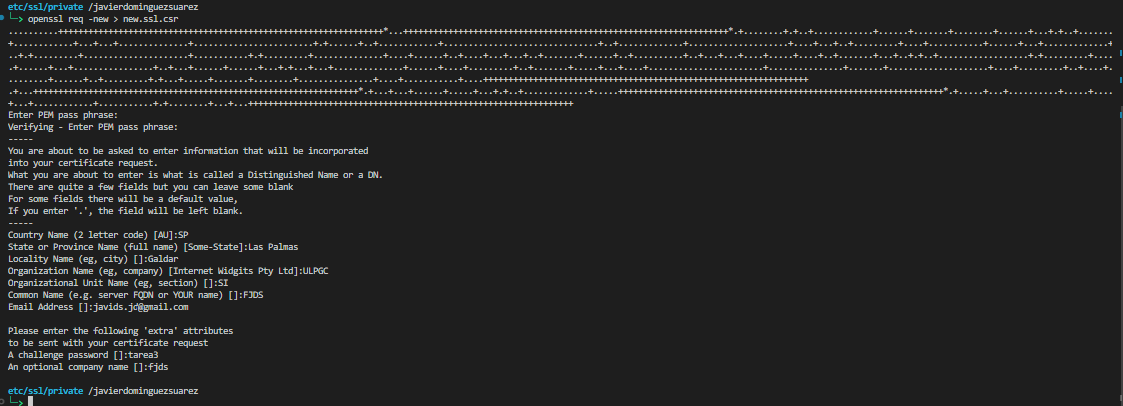 etc/ssl/private /javierdominguezsuarez
└─> openssl req -new > new.ssl.csr
Enter PEM pass phrase:
Verifying - Enter PEM pass phrase:
-----
You are about to be asked to enter information that will be incorporated
into your certificate request.
What you are about to enter is what is called a Distinguished Name or a DN.
There are quite a few fields but you can leave some blank
For some fields there will be a default value,
If you enter '.', the field will be left blank.
-----
Country Name (2 letter code) [AU]:SP
State or Province Name (full name) [Some-State]:Las Palmas
Locality Name (eg, city) []:Galdar
Organization Name (eg, company) [Internet Widgits Pty Ltd]:ULPGC
Organizational Unit Name (eg, section) []:SI
Common Name (e.g. server FQDN or YOUR name) []:FJDS
Email Address []:javids.jc@gmail.com

Please enter the following 'extra' attributes
to be sent with your certificate request
A challenge password []:tarea3
An optional company name []:fjds

etc/ssl/private /javierdominguezsuarez
└─>